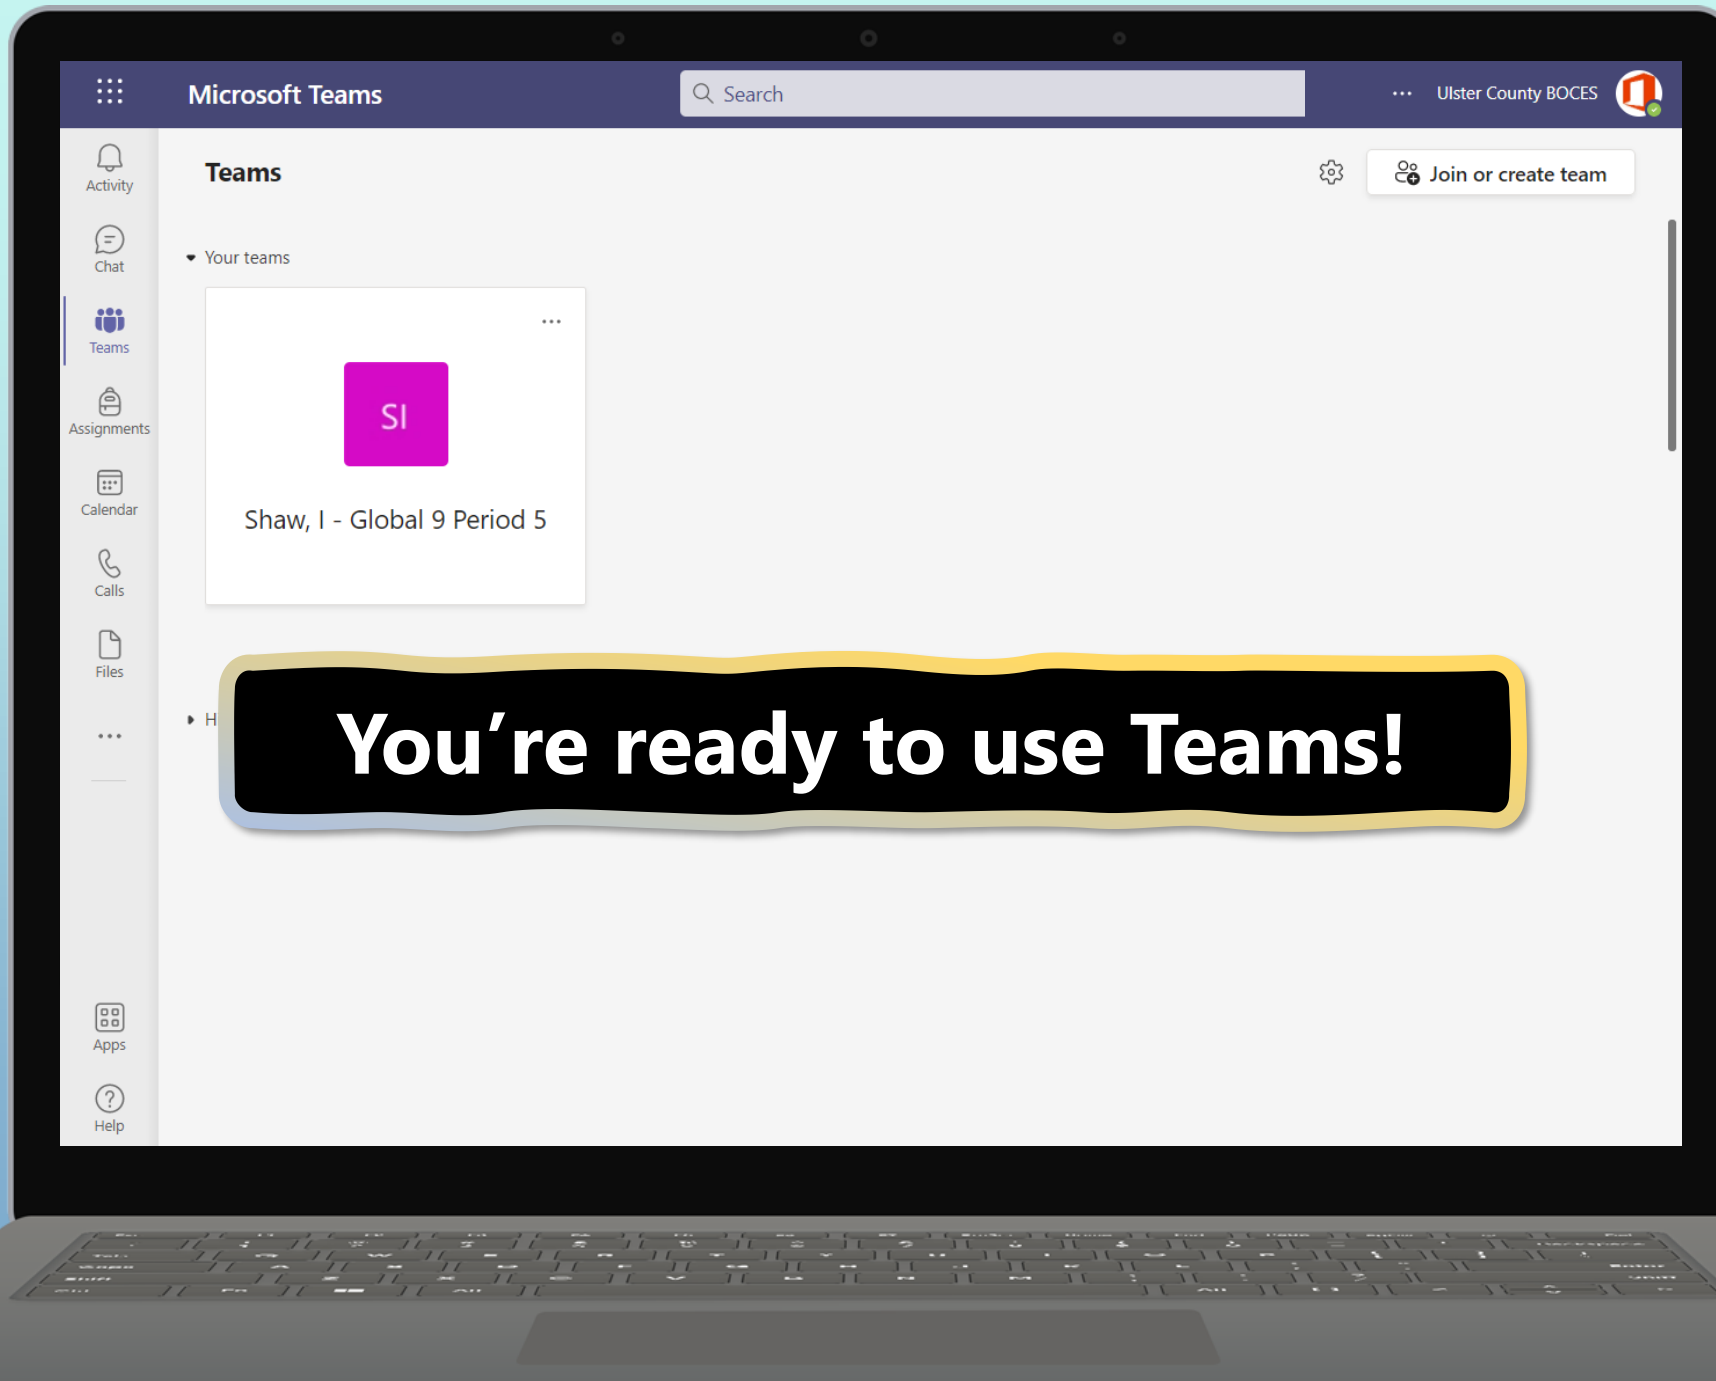 Microsoft Teams
Search
Ulster County BOCES
Activity
Chat
Teams
Assignments
Calendar
Calls
Files
Apps
Help
Teams
Join or create team
Your teams
SI
Shaw, I - Global 9 Period 5
H
You’re ready to use Teams!